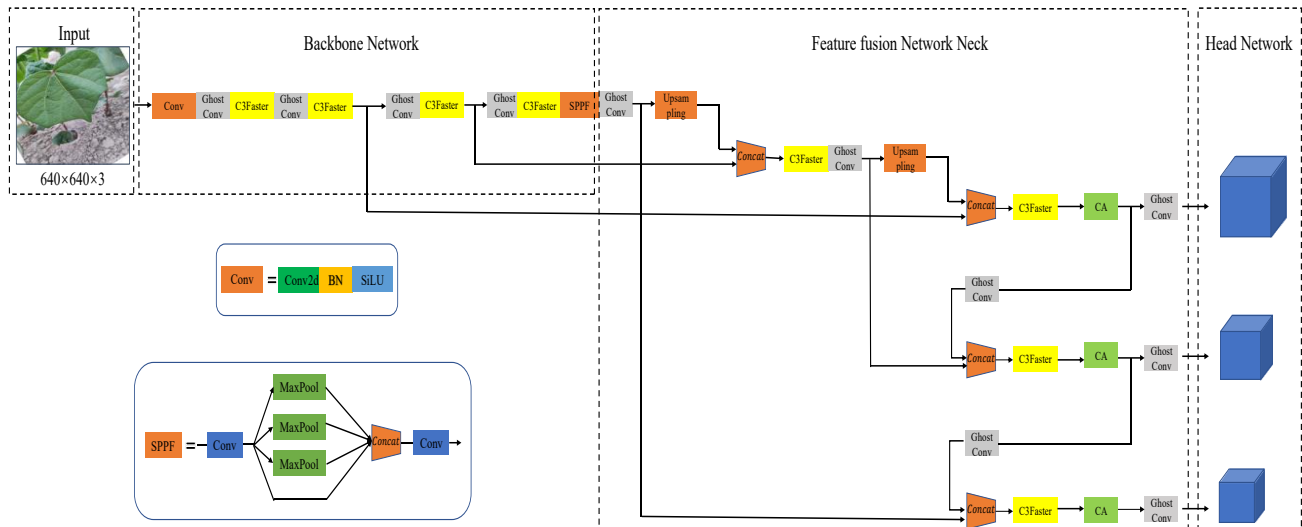 Input
Backbone Network
Feature fusion Network Neck
Head Network
640×640×3
Conv
Ghost
Conv
C3Faster
Ghost
Conv
C3Faster
Ghost
Conv
C3Faster
Ghost
Conv
C3Faster
SPPF
Ghost
Conv
Upsam
pling
Concat
C3Faster
Ghost
Conv
Upsam
pling
Concat
C3Faster
CA
Ghost
Conv
Ghost
Conv
Concat
C3Faster
CA
Ghost
Conv
Ghost
Conv
Concat
C3Faster
CA
Ghost
Conv
Conv = Conv2d BN SiLU
SPPF = Conv
MaxPool
MaxPool
MaxPool
Concat
Conv